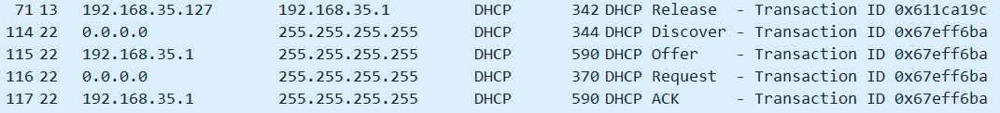 71 13 192.168.35.127 192.168.35.1 DHCP 342 DHCP Release - Transaction ID 0x611ca19c
114 22 0.0.0.0 255.255.255.255 DHCP 344 DHCP Discover - Transaction ID 0x67eff6ba
115 22 192.168.35.1 255.255.255.255 DHCP 590 DHCP Offer - Transaction ID 0x67eff6ba
116 22 0.0.0.0 255.255.255.255 DHCP 370 DHCP Request - Transaction ID 0x67eff6ba
117 22 192.168.35.1 255.255.255.255 DHCP 590 DHCP ACK - Transaction ID 0x67eff6ba